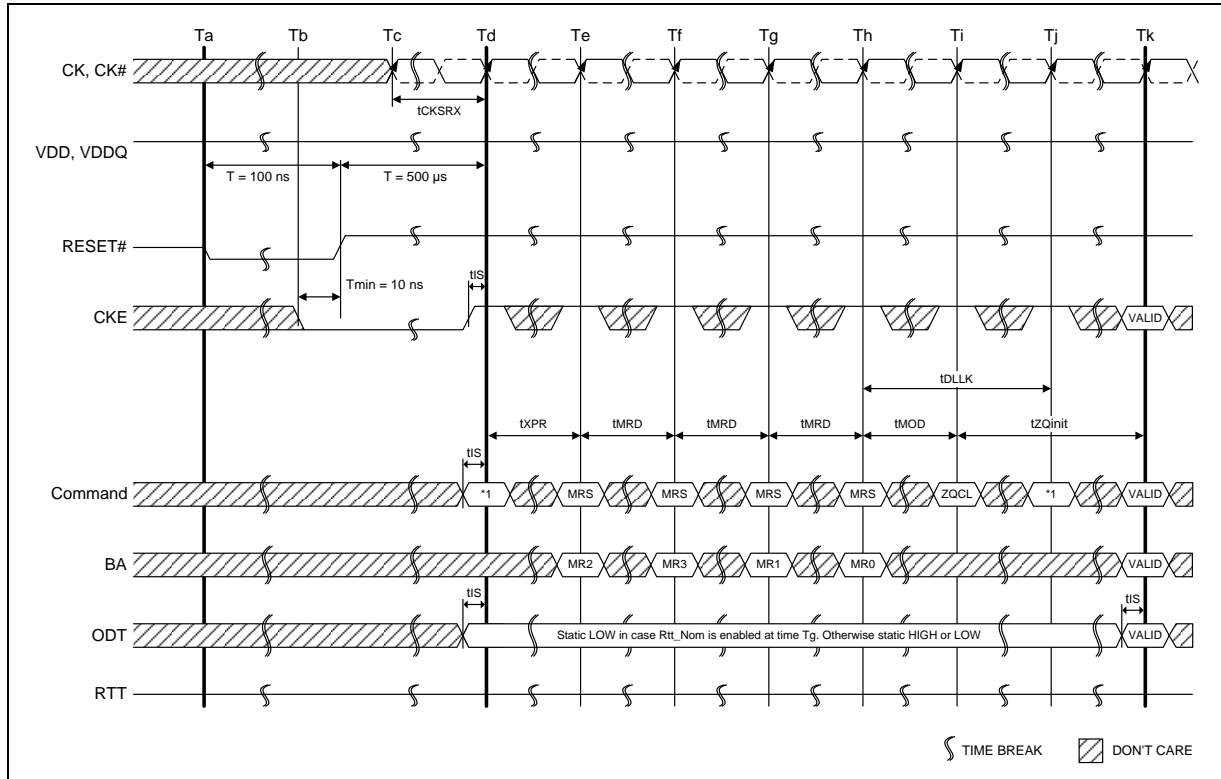 Ta Tb Tc Td Te Tf Tg Th Ti Tj Tk
CK, CK#
tCKSRX
VDD, VDDQ
T = 100 ns T = 500 µs
RESET#
tIS
Tmin = 10 ns
CKE
VALID
tDLLK
tXPR tMRD tMRD tMRD tMOD tZQinit
tIS
Command
*1 MRS MRS MRS MRS ZQCL *1 VALID
BA
MR2 MR3 MR1 MR0 VALID
tIS tIS
ODT
Static LOW in case Rtt_Nom is enabled at time Tg. Otherwise static HIGH or LOW VALID
RTT
TIME BREAK DON'T CARE